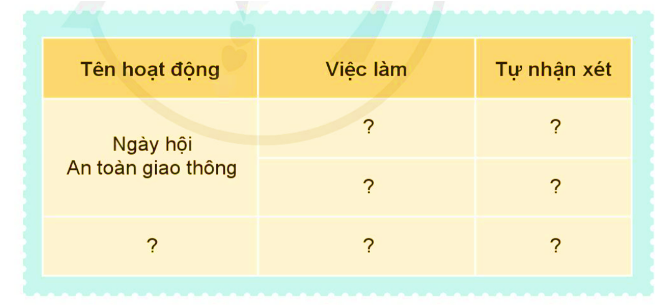 Tên hoạt động Việc làm Tự nhận xét
Ngày hội
An toàn giao thông
? ?
? ?
? ? ?